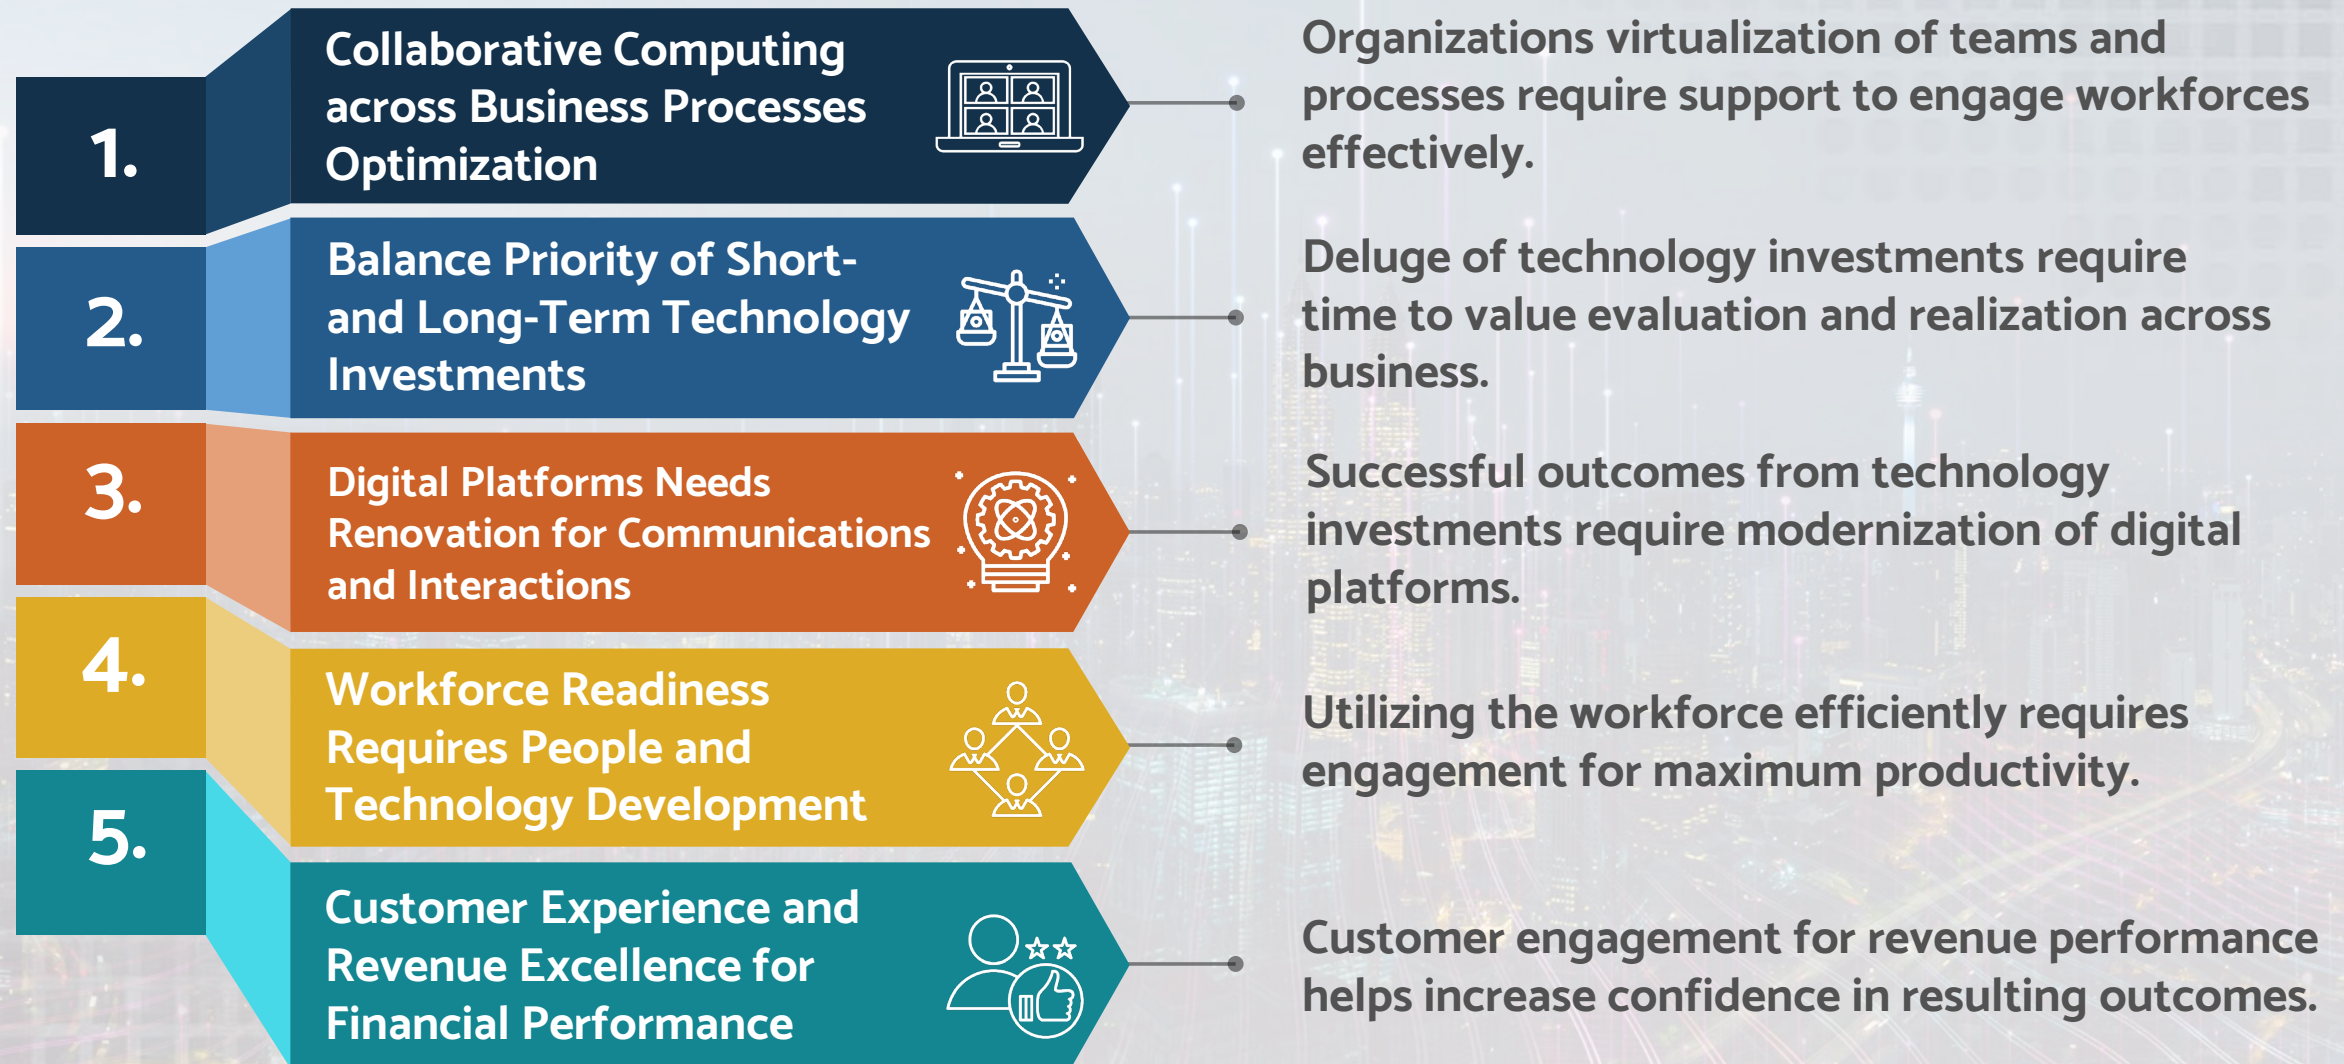 1.
Collaborative Computing
across Business Processes
Optimization
Organizations virtualization of teams and
processes require support to engage workforces
effectively.
2.
Balance Priority of Short-
and Long-Term Technology
Investments
Deluge of technology investments require
time to value evaluation and realization across
business.
3.
Digital Platforms Needs
Renovation for Communications
and Interactions
Successful outcomes from technology
investments require modernization of digital
platforms.
4.
Workforce Readiness
Requires People and
Technology Development
Utilizing the workforce efficiently requires
engagement for maximum productivity.
5.
Customer Experience and
Revenue Excellence for
Financial Performance
Customer engagement for revenue performance
helps increase confidence in resulting outcomes.